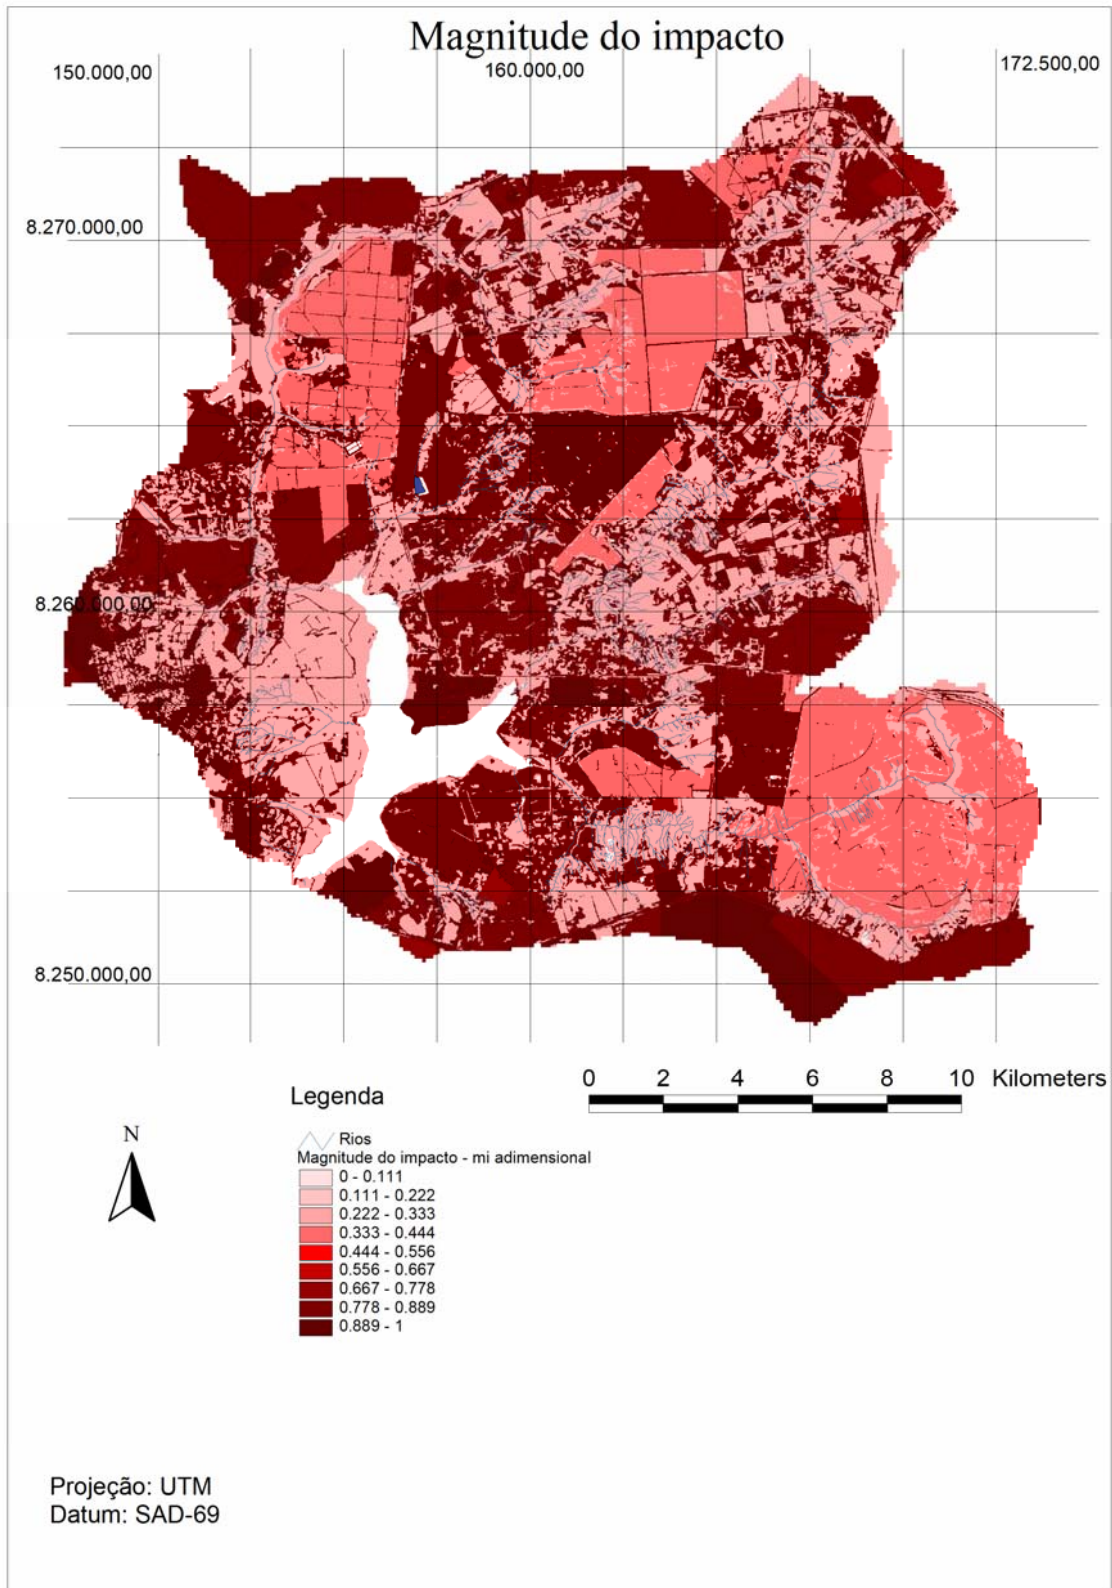 Magnitude do impacto
150.000,00
160.000,00
172.500,00
8.270.000,00
8.260.000,00
8.250.000,00
0 2 4 6 8 10 Kilometers
Legenda
N
Rios
Magnitude do impacto - mi adimensional
0 - 0.111
0.111 - 0.222
0.222 - 0.333
0.333 - 0.444
0.444 - 0.556
0.556 - 0.667
0.667 - 0.778
0.778 - 0.889
0.889 - 1
Projeção: UTM
Datum: SAD-69